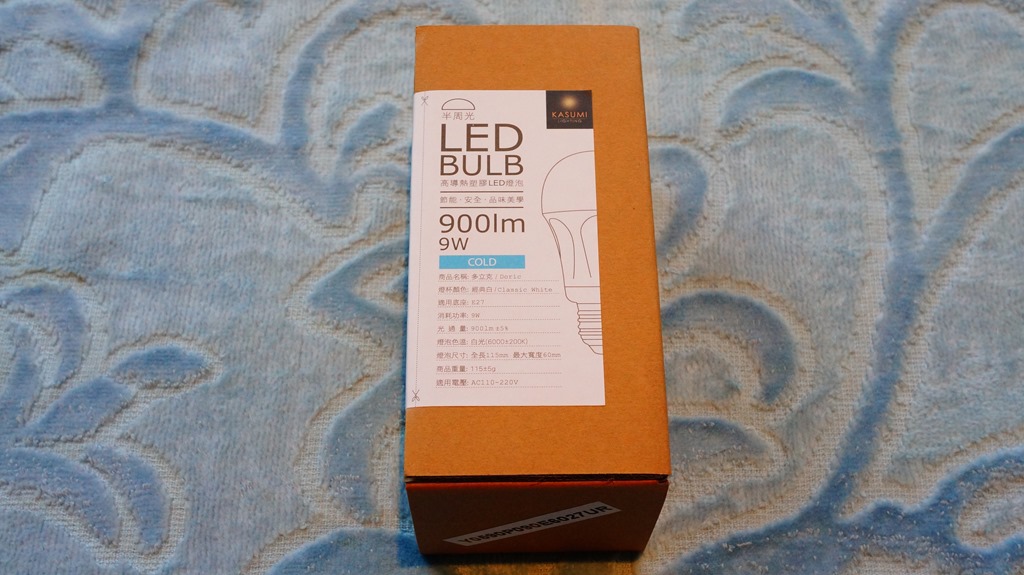 半周光
KASUMI
LIGHTING
LED
BULB
高導熱塑膠LED燈泡
節能·安全·品味美學
900lm
9W
COLD
商品名稱: 多立克 / Doric
燈杯顏色: 經典白 / Classic White
適用底座: E27
消耗功率: 9W
光 通 量: 900lm ±5%
燈泡色溫: 白光(6000±200K)
燈泡尺寸: 全長115mm 最大寬度60mm
商品重量: 115±5g
適用電壓: AC110-220V